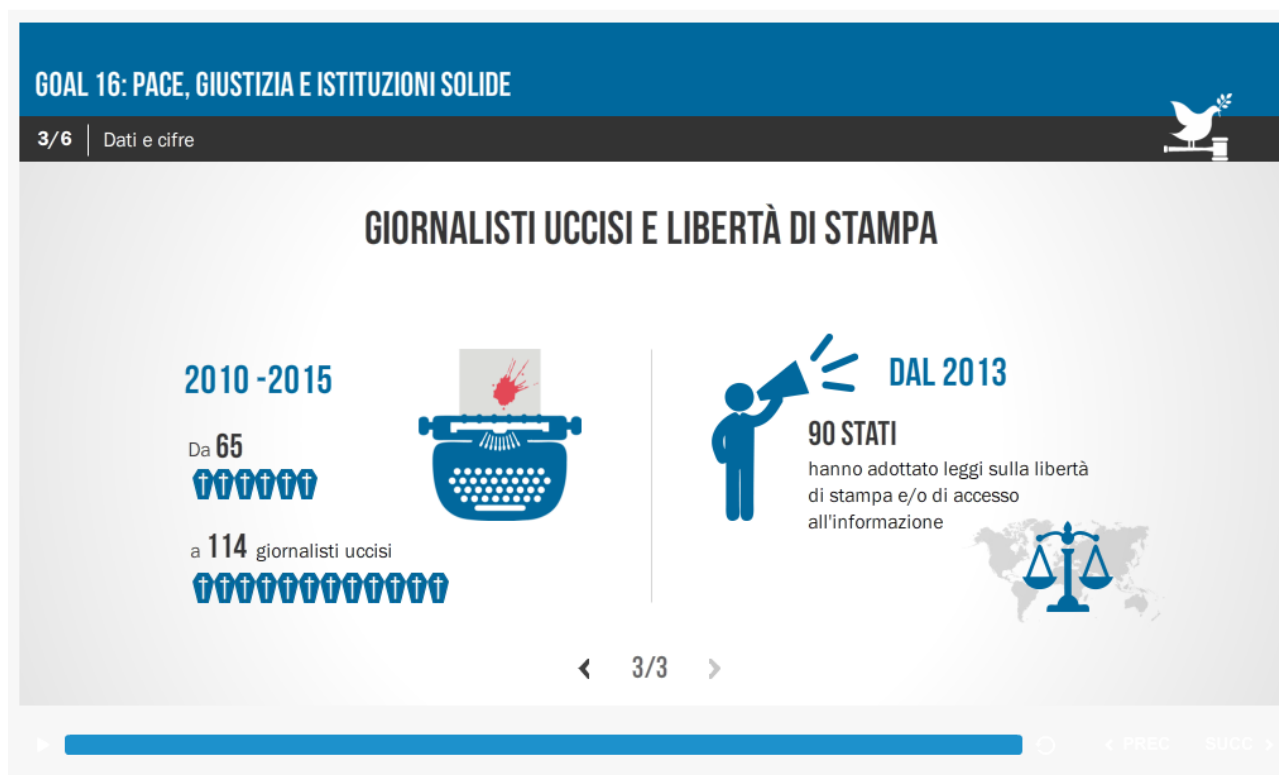 GOAL 16: PACE, GIUSTIZIA E ISTITUZIONI SOLIDE
3/6 Dati e cifre
GIORNALISTI UCCISI E LIBERTÀ DI STAMPA
2010 -2015
Da 65
a 114 giornalisti uccisi
DAL 2013
90 STATI
hanno adottato leggi sulla libertà
di stampa e/o di accesso
all'informazione
3/3
PREC SUCC